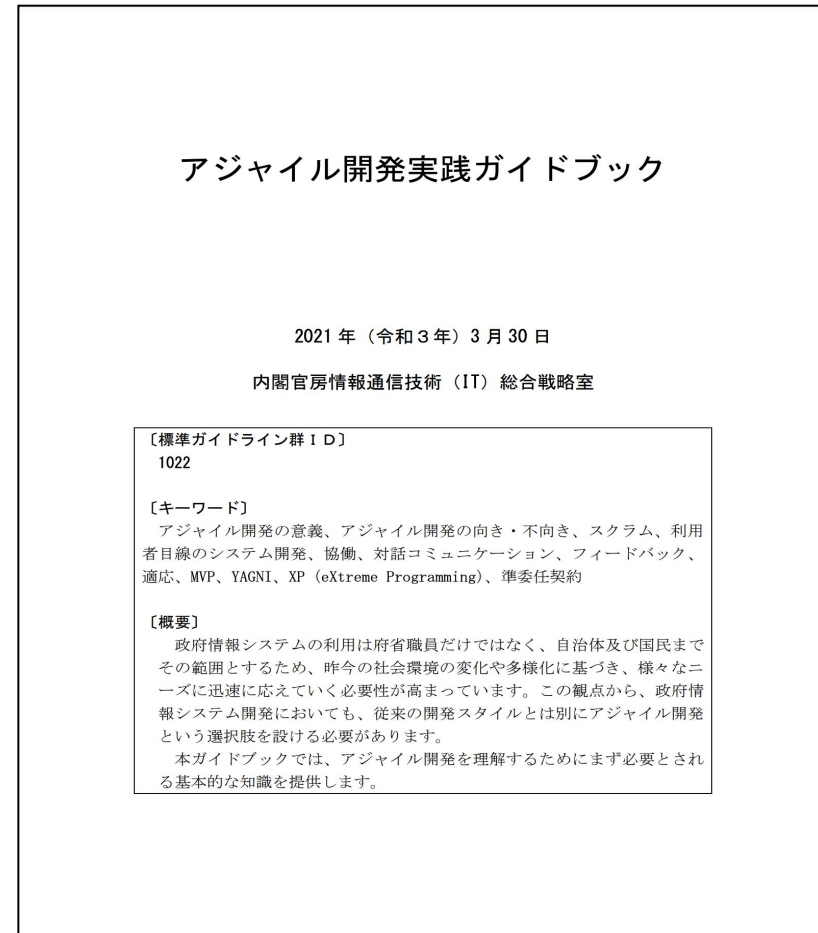 アジャイル開発実践ガイドブック
2021 年（令和３年）3 月 30 日
内閣官房情報通信技術（IT）総合戦略室
〔標準ガイドライン群ＩＤ〕
1022
〔キーワード〕
アジャイル開発の意義、アジャイル開発の向き・不向き、スクラム、利用
者目線のシステム開発、協働、対話コミュニケーション、フィードバック、
適応、MVP、YAGNI、XP（eXtreme Programming）、準委任契約
〔概要〕
政府情報システムの利用は府省職員だけではなく、自治体及び国民まで
その範囲とするため、昨今の社会環境の変化や多様化に基づき、様々なニ
ーズに迅速に応えていく必要性が高まっています。この観点から、政府情
報システム開発においても、従来の開発スタイルとは別にアジャイル開発
という選択肢を設ける必要があります。
本ガイドブックでは、アジャイル開発を理解するためにまず必要とされ
る基本的な知識を提供します。